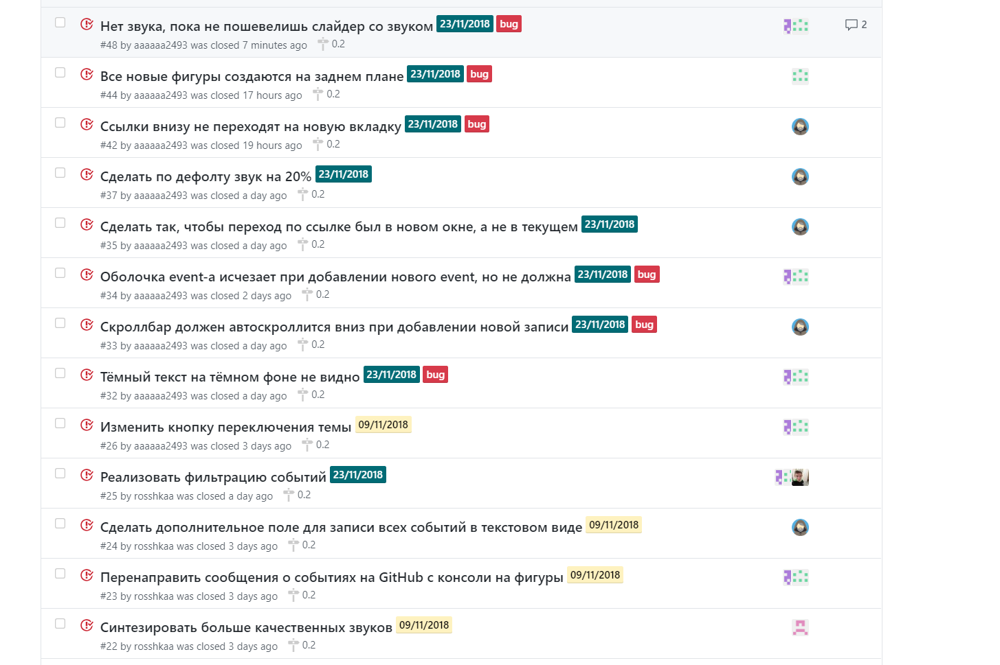 Нет звука, пока не пошевелишь слайдер со звуком 23/11/2018 bug 2
#48 by aaaaaa2493 was closed 7 minutes ago 0.2
Все новые фигуры создаются на заднем плане 23/11/2018 bug
#44 by aaaaaa2493 was closed 17 hours ago 0.2
Ссылки внизу не переходят на новую вкладку 23/11/2018 bug
#42 by aaaaaa2493 was closed 19 hours ago 0.2
Сделать по дефолту звук на 20% 23/11/2018
#37 by aaaaaa2493 was closed a day ago 0.2
Сделать так, чтобы переход по ссылке был в новом окне, а не в текущем 23/11/2018
#35 by aaaaaa2493 was closed a day ago 0.2
Оболочка event-а исчезает при добавлении нового event, но не должна 23/11/2018 bug
#34 by aaaaaa2493 was closed 2 days ago 0.2
Скроллбар должен автоскроллится вниз при добавлении новой записи 23/11/2018 bug
#33 by aaaaaa2493 was closed a day ago 0.2
Тёмный текст на тёмном фоне не видно 23/11/2018 bug
#32 by aaaaaa2493 was closed a day ago 0.2
Изменить кнопку переключения темы 09/11/2018
#26 by aaaaaa2493 was closed 3 days ago 0.2
Реализовать фильтрацию событий 23/11/2018
#25 by rosshkaa was closed a day ago 0.2
Сделать дополнительное поле для записи всех событий в текстовом виде 09/11/2018
#24 by rosshkaa was closed 3 days ago 0.2
Перенаправить сообщения о событиях на GitHub с консоли на фигуры 09/11/2018
#23 by rosshkaa was closed 3 days ago 0.2
Синтезировать больше качественных звуков 09/11/2018
#22 by rosshkaa was closed 3 days ago 0.2